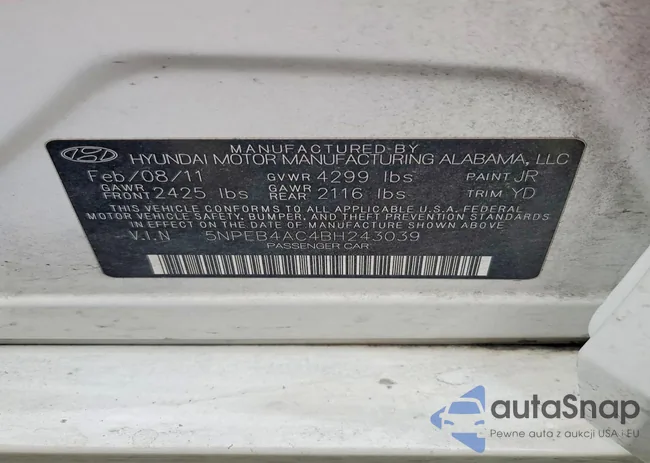 MANUFACTURED BY
HYUNDAI MOTOR MANUFACTURING ALABAMA, LLC
Feb/08/11 GVWR 4299 lbs PAINT JR
GAWR FRONT 2425 lbs GAWR REAR 2116 lbs TRIM YD
THIS VEHICLE CONFORMS TO ALL APPLICABLE U.S.A. FEDERAL
MOTOR VEHICLE SAFETY, BUMPER, AND THEFT PREVENTION STANDARDS
IN EFFECT ON THE DATE OF MANUFACTURE SHOWN ABOVE.
V.I.N 5NPEB4AC4BH243039
PASSENGER CAR
autoSnap
Pewne auta z aukcji USA i EU